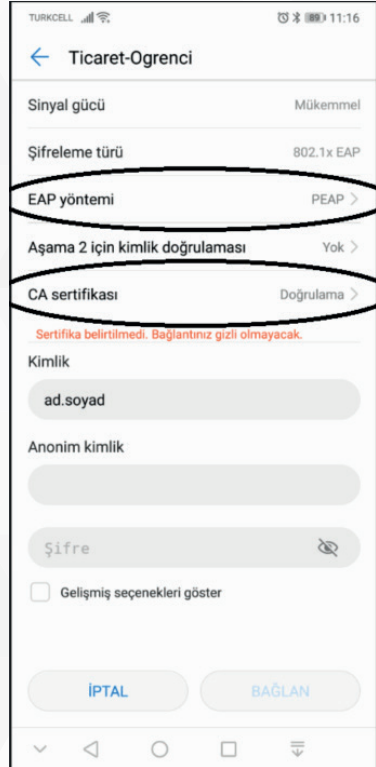 TURKCELL 89 11:16
Ticaret-Ogrenci
Sinyal gücü Mükemmel
Şifreleme türü 802.1x EAP
EAP yöntemi PEAP
Aşama 2 için kimlik doğrulaması Yok
CA sertifikası Doğrulama
Sertifika belirtilmedi. Bağlantınız gizli olmayacak.
Kimlik
ad.soyad
Anonim kimlik
Şifre
Gelişmiş seçenekleri göster
İPTAL BAĞLAN